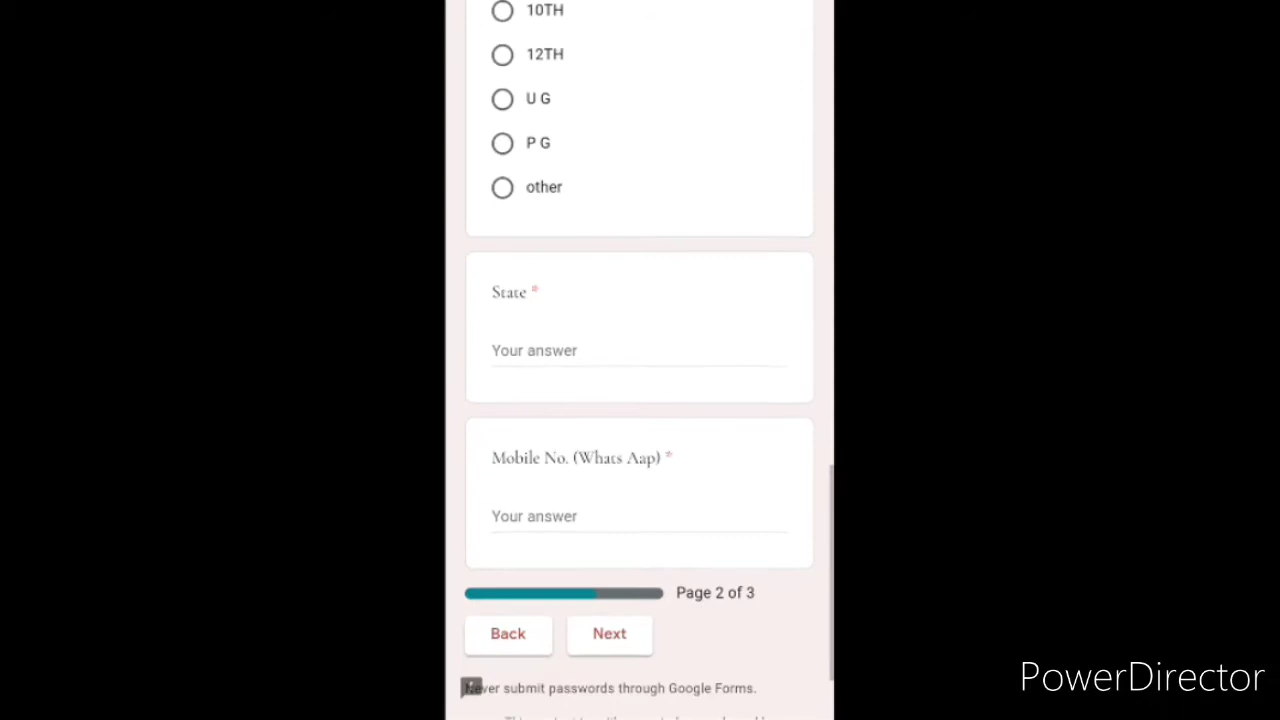 10TH
12TH
U G
P G
other
State *
Your answer
Mobile No. (Whats Aap) *
Your answer
Page 2 of 3
Back Next
ver submit passwords through Google Forms.
PowerDirector